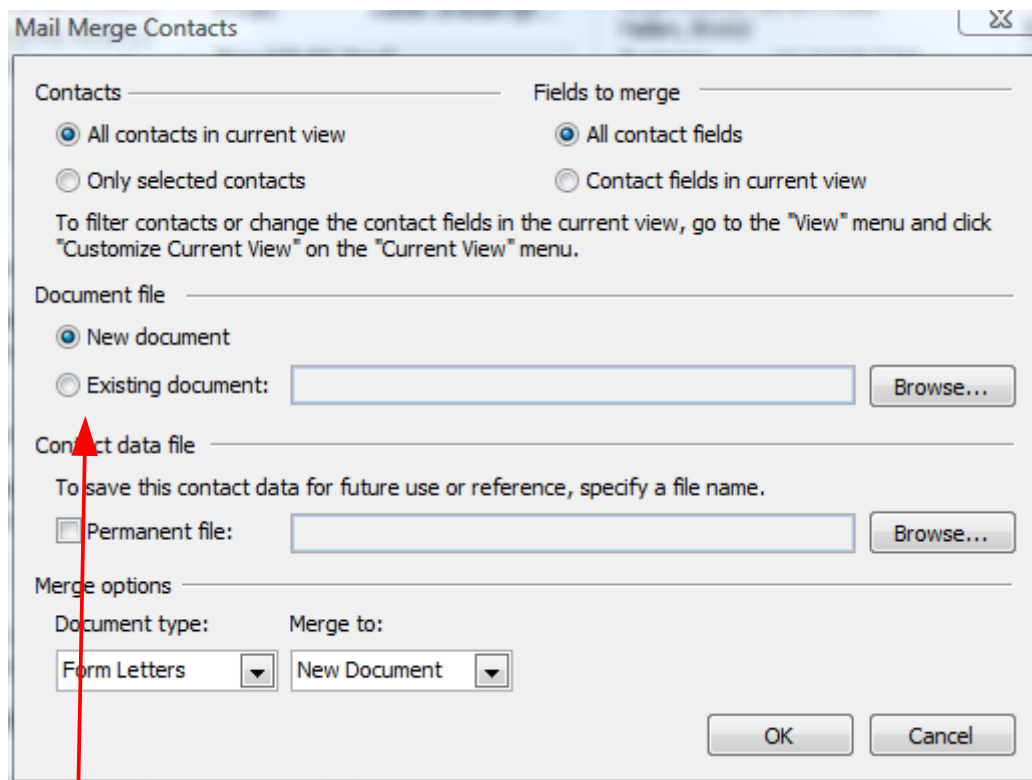 Mail Merge Contacts
Contacts
Fields to merge
All contacts in current view
All contact fields
Only selected contacts
Contact fields in current view
To filter contacts or change the contact fields in the current view, go to the "View" menu and click
"Customize Current View" on the "Current View" menu.
Document file
New document
Existing document:
Browse...
Contact data file
To save this contact data for future use or reference, specify a file name.
Permanent file:
Browse...
Merge options
Document type:
Merge to:
Form Letters
New Document
OK
Cancel